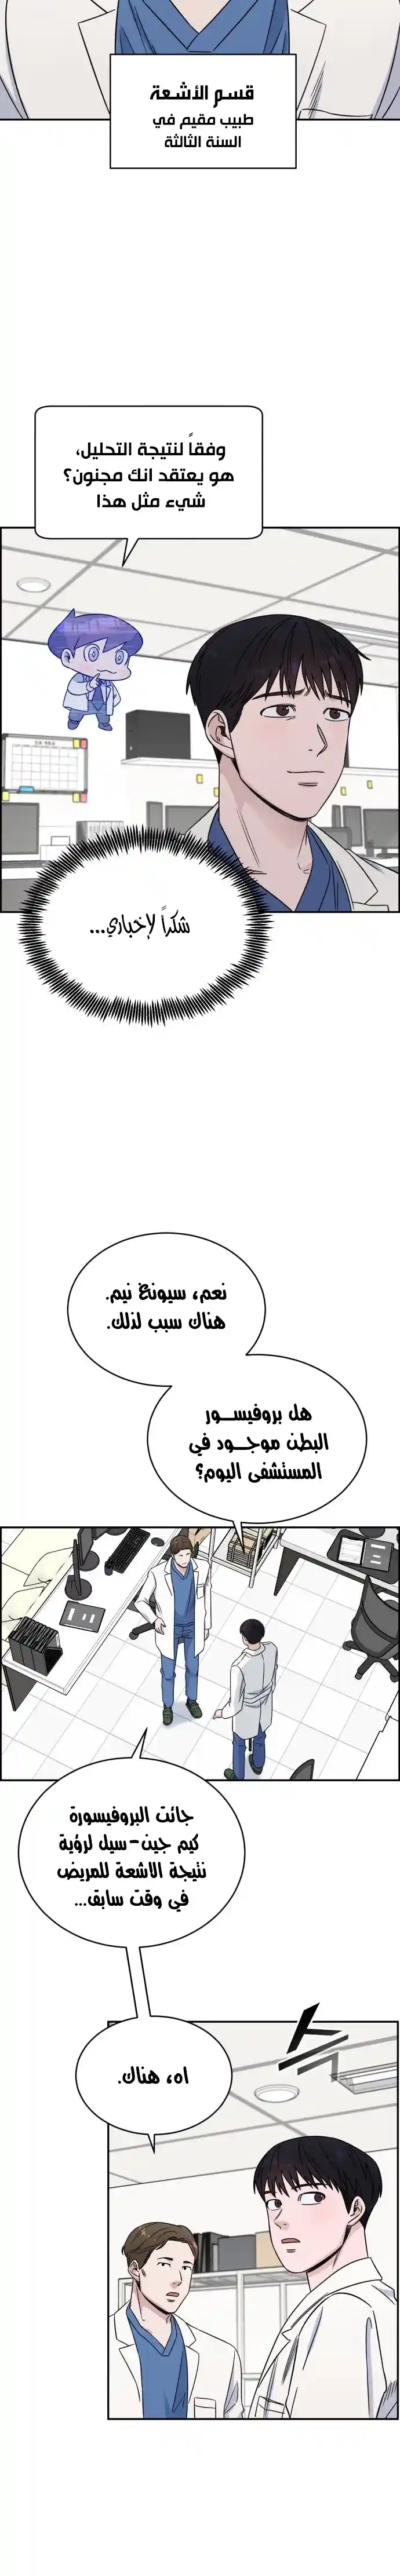 قسم الأشعة
طبيب مقيم في
السنة الثالثة
وفقاً لنتيجة التحليل،
هو يعتقد انك مجنون؟
شيء مثل هذا
شكراً لإخباري...
نعم، سيونغ نيم.
هناك سبب لذلك.
هل بروفيسور
البطن موجود في
المستشفى اليوم؟
جائت البروفيسورة
كيم جين-سيل لرؤية
نتيجة الاشعة للمريض
في وقت سابق...
اه، هناك.